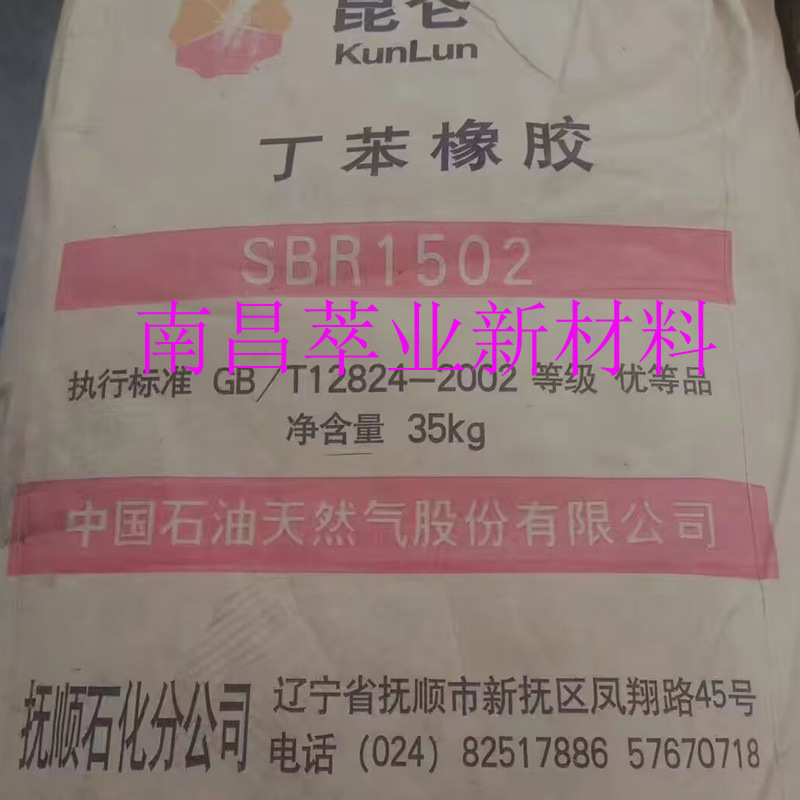 昆仑
KunLun
丁苯橡胶
SBR1502
南昌萃业新材料
执行标准 GB/T12824-2002 等级 优等品
净含量 35kg
中国石油天然气股份有限公司
抚顺石化分公司
辽宁省抚顺市新抚区凤翔路45号
电话 (024) 82517886 57670718